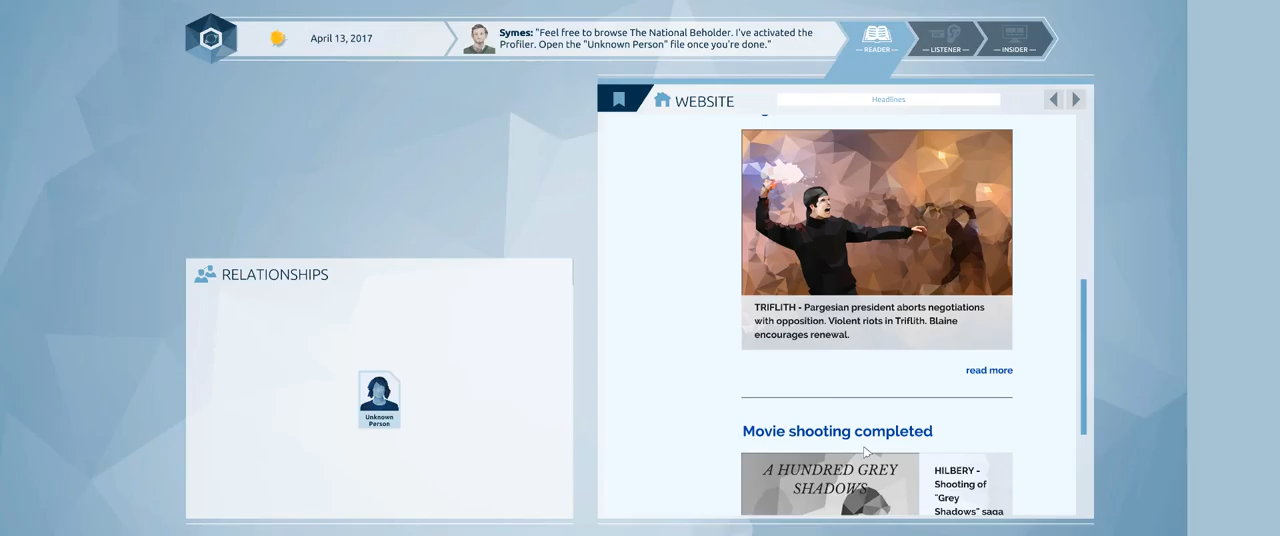 April 13, 2017
Symes: "Feel free to browse The National Beholder. I've activated the
Profiler. Open the "Unknown Person" file once you're done."
READER
LISTENER
INSIDER
WEBSITE
Headlines
TRIFLITH - Pargesian president aborts negotiations
with opposition. Violent riots in Triflith. Blaine
encourages renewal.
read more
Movie shooting completed
A HUNDRED GREY
SHADOWS
HILBERY -
Shooting of
"Grey
Shadows" saga
RELATIONSHIPS
Unknown
Person